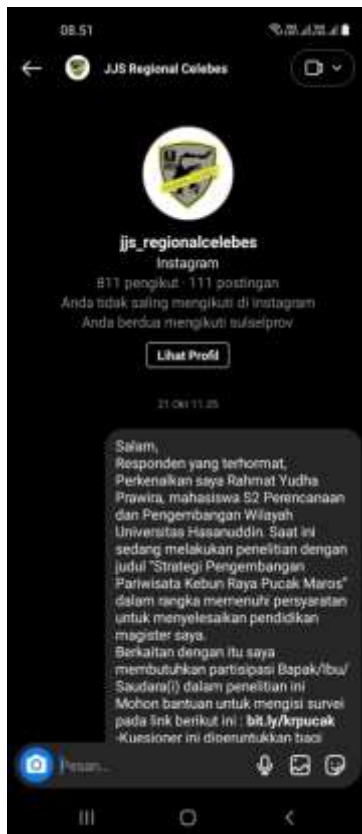 08.51
JJS Regional Celebes
jjs_regionalcelebes
Instagram
811 pengikut · 111 postingan
Anda tidak saling mengikuti di Instagram
Anda berdua mengikuti sulselprov
Lihat Profil
21 Okt 11.25
Salam,
Responden yang terhormat,
Perkenalkan saya Rahmat Yudha
Prawira, mahasiswa S2 Perencanaan
dan Pengembangan Wilayah
Universitas Hasanuddin. Saat ini
sedang melakukan penelitian dengan
judul "Strategi Pengembangan
Pariwisata Kebun Raya Pucak Maros"
dalam rangka memenuhi persyaratan
untuk menyelesaikan pendidikan
magister saya.
Berkaitan dengan itu saya
membutuhkan partisipasi Bapak/Ibu/
Saudara(i) dalam penelitian ini
Mohon bantuan untuk mengisi survei
pada link berikut ini : bit.ly/krpucak
-Kuesioner ini diperuntukkan bagi
Pesan...